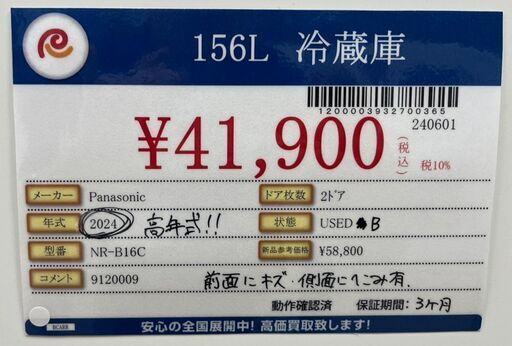 156L 冷蔵庫
1200003932700365
240601
¥41,900 (税込) 税10%
メーカー Panasonic ドア枚数 2ドア
年式 2024 高年式!! 状態 USED B
型番 NR-B16C 新品参考価格 ¥58,800
コメント 9120009 前面にキズ・側面にへこみ有.
動作確認済 保証期間:3ヶ月
BCARR 安心の全国展開中!高価買取致します!